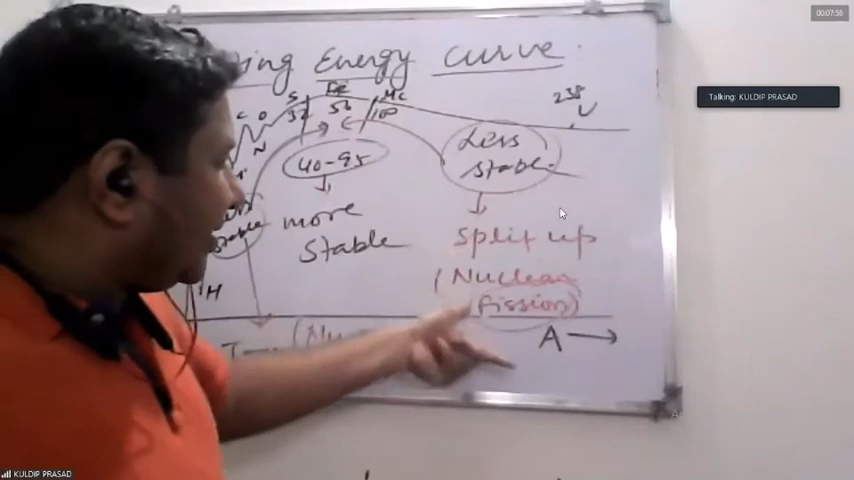 00:07:56
Talking: KULDIP PRASAD
ing Energy curve
C O S Fe Mo 238
N 32 56 100 U
40-95 Less
stable
more
Stable Split up
(Nuclear
fission)
H
A
KULDIP PRASAD